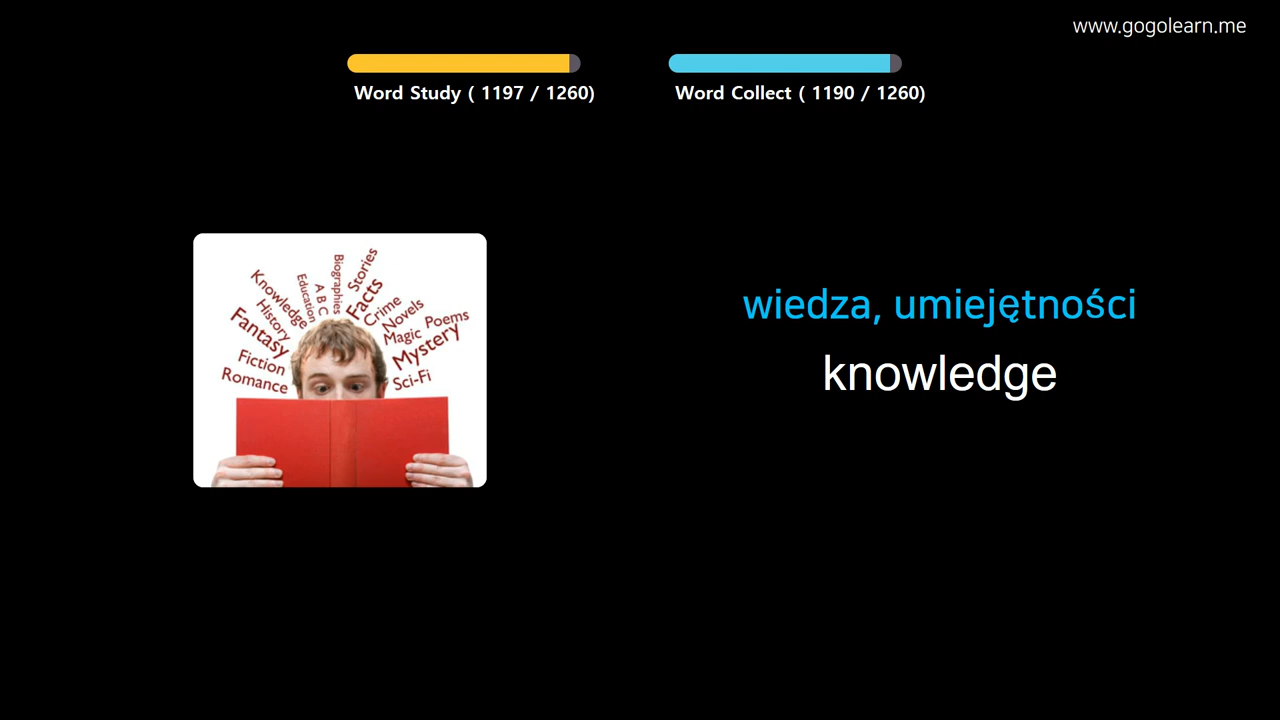 www.gogolearn.me
Word Study ( 1197 / 1260)
Word Collect ( 1190 / 1260)
Biographies
Stories
Knowledge
Education
A B C
Facts
History
Crime
Novels
Fantasy
Magic
Poems
Mystery
Fiction
Romance
Sci-Fi
wiedza, umiejętności
knowledge